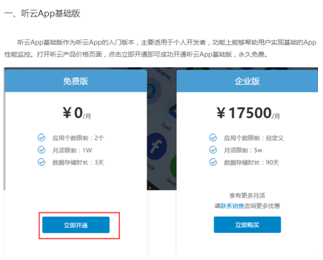 一、听云App基础版
听云App基础版作为听云App的入门版本，主要适用于个人开发者，功能上能够帮助用户实现基础的App
性能监控。打开听云产品价格页面，点击立即开通即可成功开通听云App基础版，永久免费。
免费版
¥0/月
应用个数限制：2个
月活限制：1W
数据存储时长：3天
立即开通
企业版
¥17500/月
应用个数限制：自定义
月活限制：5w
数据存储时长：90天
享有更多月活
请联系销售咨询更多优惠
立即购买